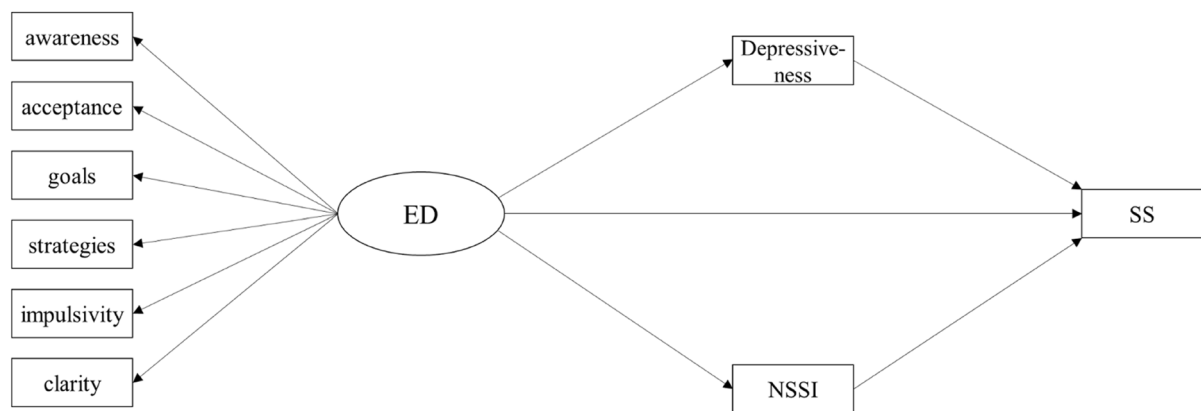 awareness
acceptance
goals
strategies
impulsivity
clarity
ED
Depressive-
ness
NSSI
SS